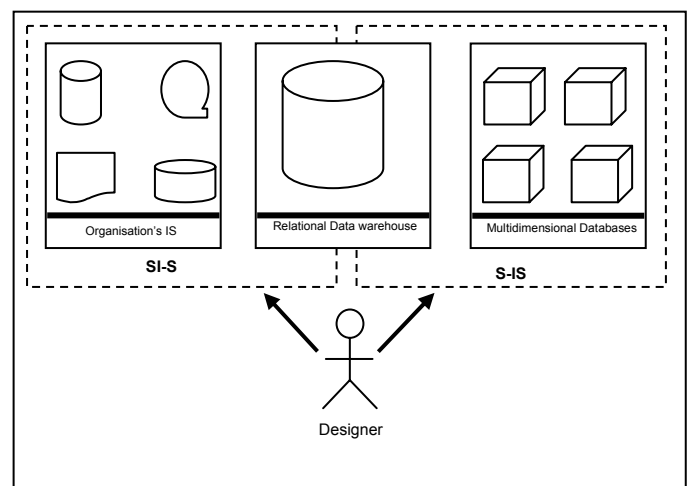 Organisation's IS
Relational Data warehouse
Multidimensional Databases
SI-S
S-IS
Designer